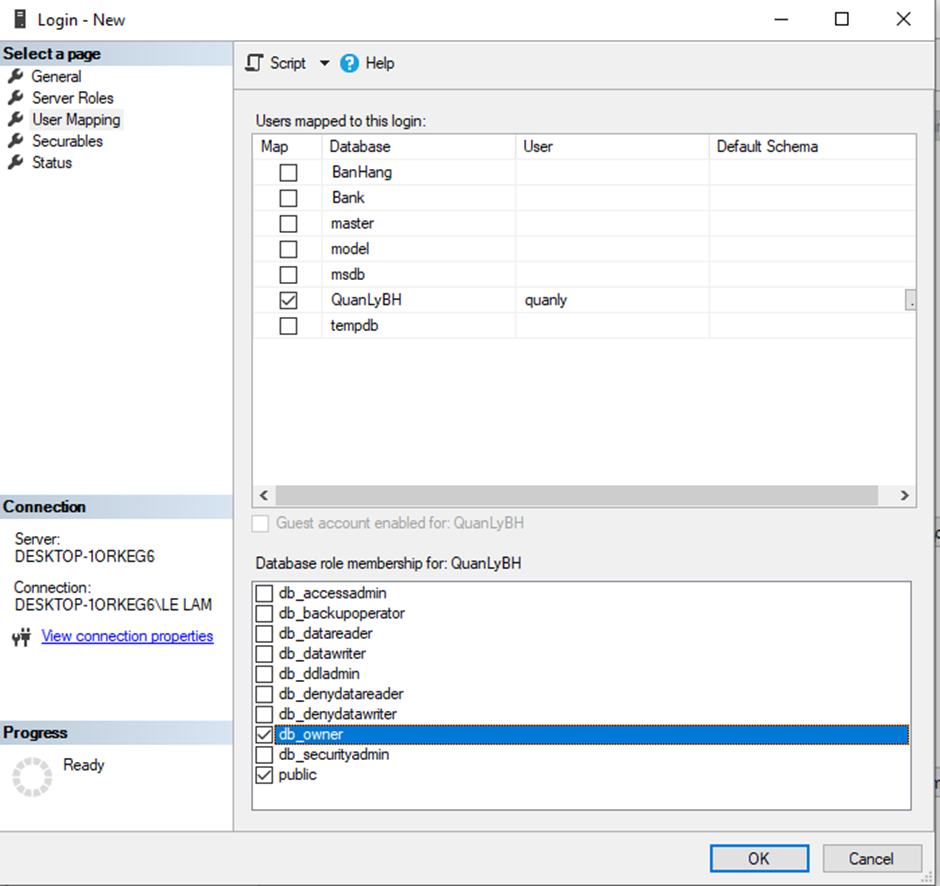 Login - New
Select a page
General
Server Roles
User Mapping
Securables
Status
Script Help
Users mapped to this login:
Map Database User Default Schema
BanHang
Bank
master
model
msdb
QuanLyBH quanly
tempdb
Guest account enabled for: QuanLyBH
Database role membership for: QuanLyBH
db_accessadmin
db_backupoperator
db_datareader
db_datawriter
db_ddladmin
db_denydatareader
db_denydatawriter
db_owner
db_securityadmin
public
Connection
Server:
DESKTOP-1ORKEG6
Connection:
DESKTOP-1ORKEG6\LE LAM
View connection properties
Progress
Ready
OK Cancel